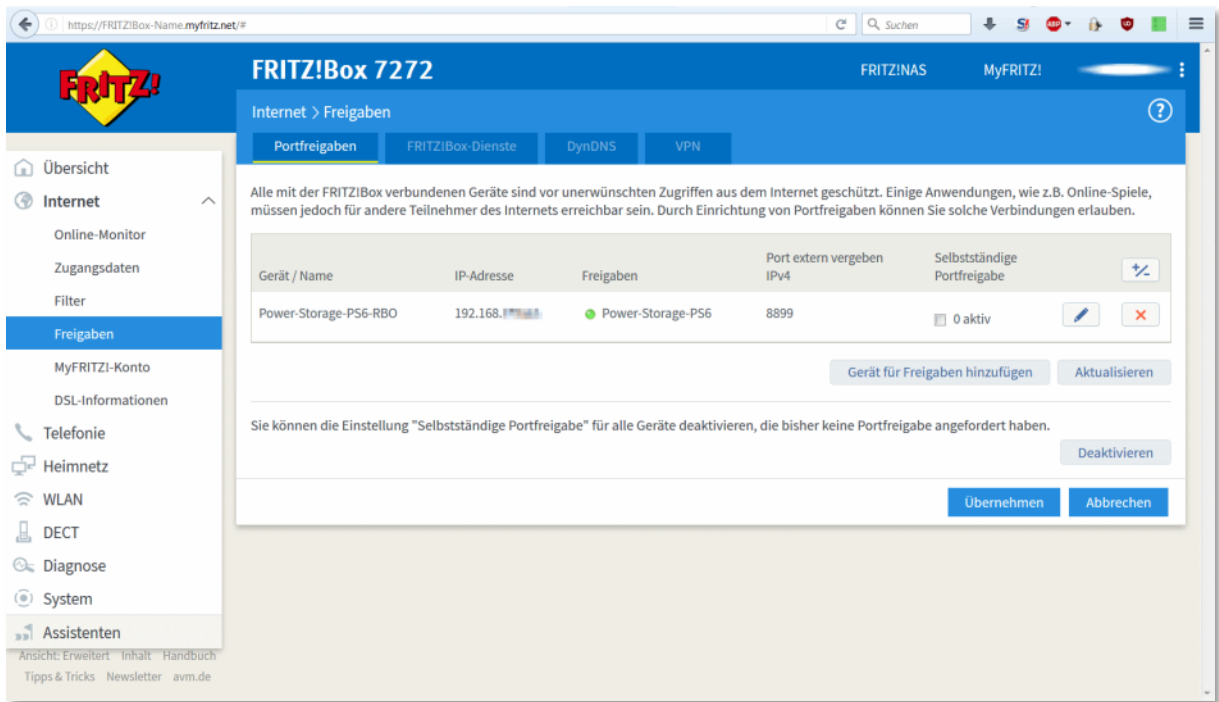 https://FRITZ!Box-Name.myfritz.net/#
Suchen
FRITZ!
FRITZ!Box 7272
FRITZ!NAS
MyFRITZ!
Internet > Freigaben
Portfreigaben
FRITZ!Box-Dienste
DynDNS
VPN
Übersicht
Internet
Online-Monitor
Zugangsdaten
Filter
Freigaben
MyFRITZ!-Konto
DSL-Informationen
Telefonie
Heimnetz
WLAN
DECT
Diagnose
System
Assistenten
Ansicht: Erweitert Inhalt Handbuch
Tipps & Tricks Newsletter avm.de
Alle mit der FRITZ!Box verbundenen Geräte sind vor unerwünschten Zugriffen aus dem Internet geschützt. Einige Anwendungen, wie z.B. Online-Spiele,
müssen jedoch für andere Teilnehmer des Internets erreichbar sein. Durch Einrichtung von Portfreigaben können Sie solche Verbindungen erlauben.
Gerät / Name
IP-Adresse
Freigaben
Port extern vergeben
IPv4
Selbstständige
Portfreigabe
Power-Storage-PS6-RBO
192.168.
Power-Storage-PS6
8899
0 aktiv
Gerät für Freigaben hinzufügen
Aktualisieren
Sie können die Einstellung "Selbstständige Portfreigabe" für alle Geräte deaktivieren, die bisher keine Portfreigabe angefordert haben.
Deaktivieren
Übernehmen
Abbrechen